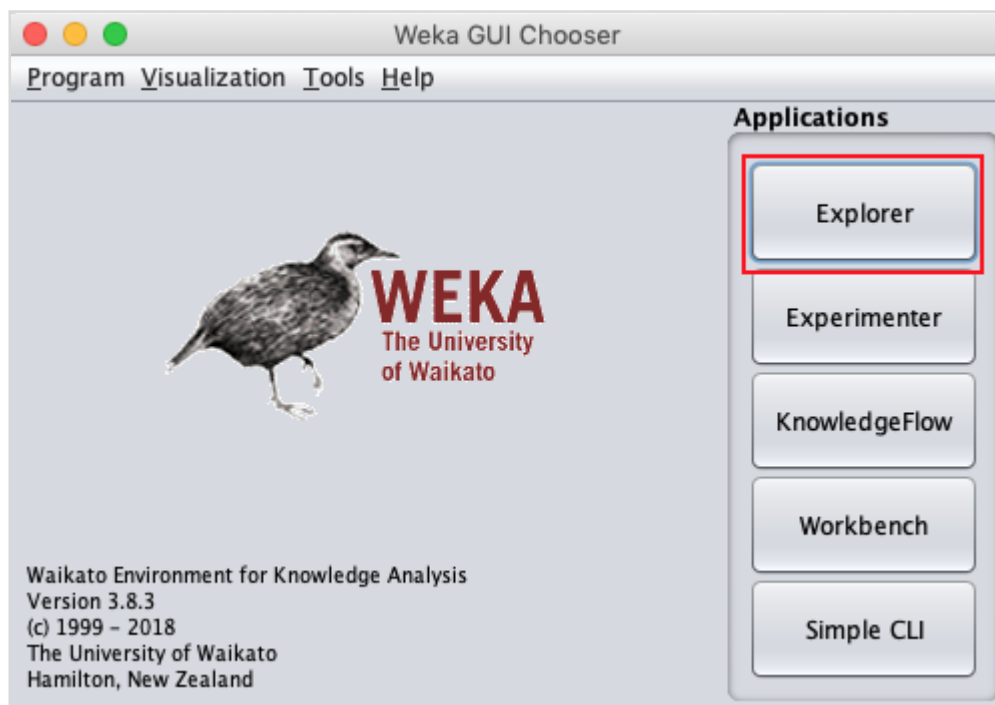 Weka GUI Chooser
Program Visualization Tools Help
Applications
Explorer
Experimenter
KnowledgeFlow
Workbench
Simple CLI
WEKA
The University
of Waikato
Waikato Environment for Knowledge Analysis
Version 3.8.3
(c) 1999 – 2018
The University of Waikato
Hamilton, New Zealand